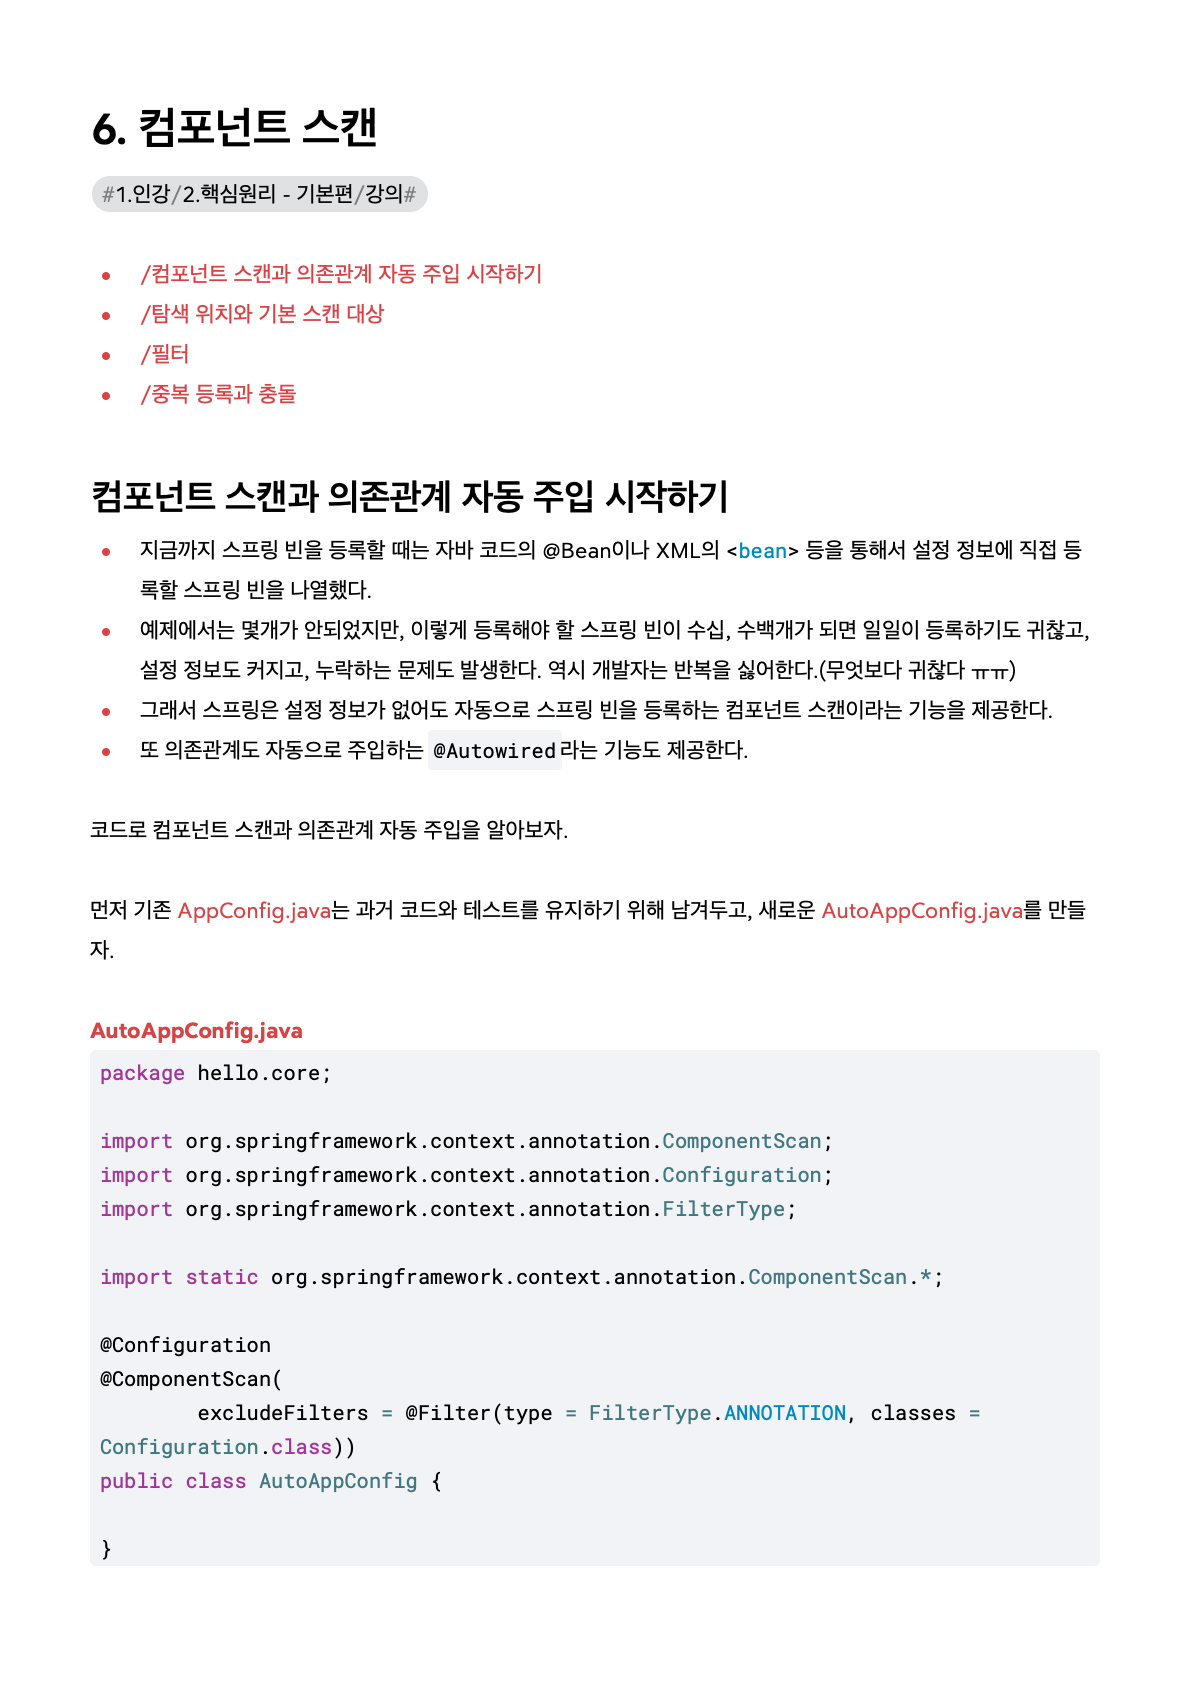 6. 컴포넌트 스캔
#1.인강/2.핵심원리 - 기본편/강의#
• /컴포넌트 스캔과 의존관계 자동 주입 시작하기
• /탐색 위치와 기본 스캔 대상
• /필터
• /중복 등록과 충돌
컴포넌트 스캔과 의존관계 자동 주입 시작하기
• 지금까지 스프링 빈을 등록할 때는 자바 코드의 @Bean이나 XML의 <bean> 등을 통해서 설정 정보에 직접 등
록할 스프링 빈을 나열했다.
• 예제에서는 몇개가 안되었지만, 이렇게 등록해야 할 스프링 빈이 수십, 수백개가 되면 일일이 등록하기도 귀찮고,
설정 정보도 커지고, 누락하는 문제도 발생한다. 역시 개발자는 반복을 싫어한다.(무엇보다 귀찮다 ㅠㅠ)
• 그래서 스프링은 설정 정보가 없어도 자동으로 스프링 빈을 등록하는 컴포넌트 스캔이라는 기능을 제공한다.
• 또 의존관계도 자동으로 주입하는 @Autowired라는 기능도 제공한다.
코드로 컴포넌트 스캔과 의존관계 자동 주입을 알아보자.
먼저 기존 AppConfig.java는 과거 코드와 테스트를 유지하기 위해 남겨두고, 새로운 AutoAppConfig.java를 만들
자.
AutoAppConfig.java
package hello.core;
import org.springframework.context.annotation.ComponentScan;
import org.springframework.context.annotation.Configuration;
import org.springframework.context.annotation.FilterType;
import static org.springframework.context.annotation.ComponentScan.*;
@Configuration
@ComponentScan(
        excludeFilters = @Filter(type = FilterType.ANNOTATION, classes =
Configuration.class))
public class AutoAppConfig {
}